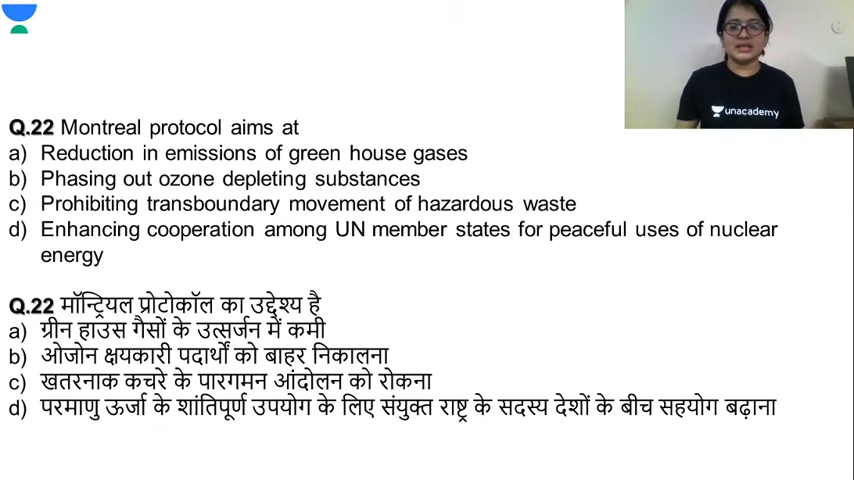 unacademy
Q.22 Montreal protocol aims at
a) Reduction in emissions of green house gases
b) Phasing out ozone depleting substances
c) Prohibiting transboundary movement of hazardous waste
d) Enhancing cooperation among UN member states for peaceful uses of nuclear
energy
Q.22 मॉन्ट्रियल प्रोटोकॉल का उद्देश्य है
a) ग्रीन हाउस गैसों के उत्सर्जन में कमी
b) ओजोन क्षयकारी पदार्थों को बाहर निकालना
c) खतरनाक कचरे के पारगमन आंदोलन को रोकना
d) परमाणु ऊर्जा के शांतिपूर्ण उपयोग के लिए संयुक्त राष्ट्र के सदस्य देशों के बीच सहयोग बढ़ाना